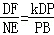 DF/NE = kDP/PB